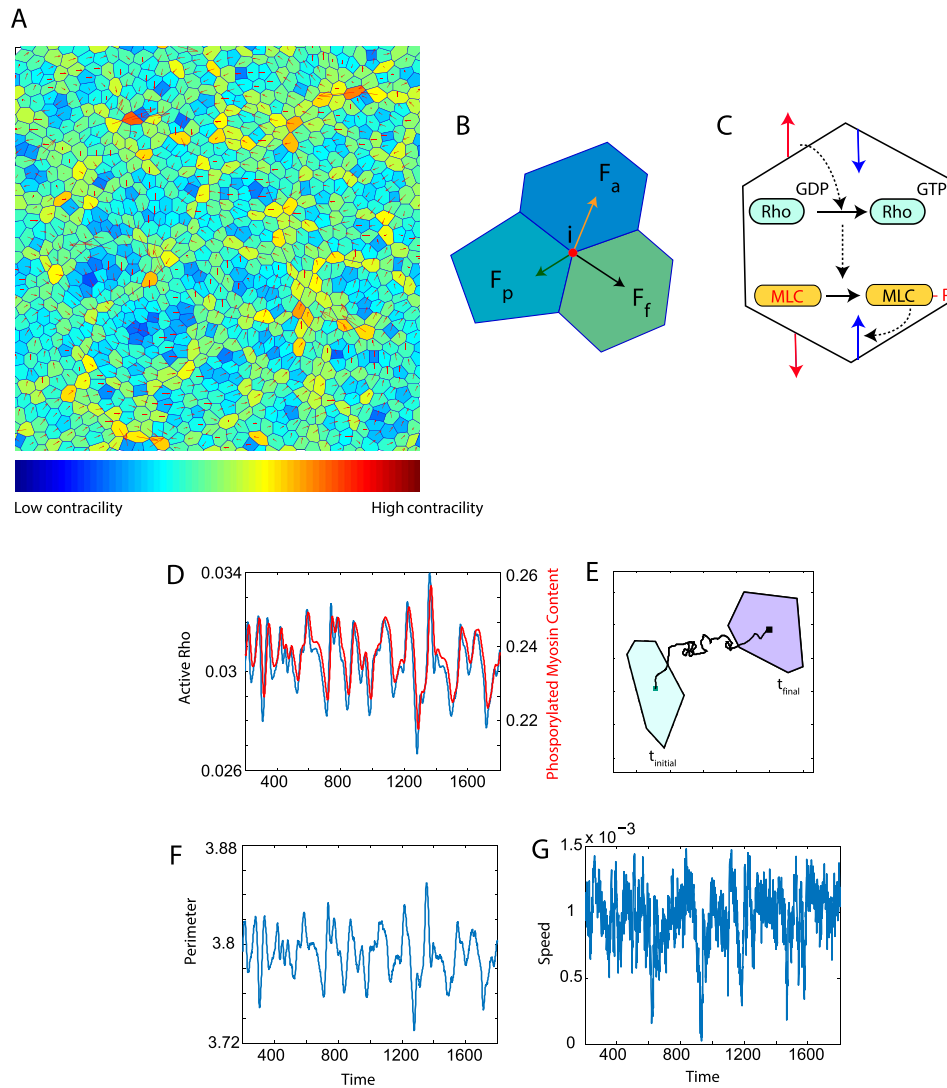 A
Low contracility
High contracility
B
F
a
i
F
p
F
f
C
GDP
GTP
Rho
Rho
MLC
MLC
D
0.034
0.03
0.026
Active Rho
0.26
0.24
0.22
Phosporylated Myosin Content
400
800
1200
1600
E
t
initial
t
final
F
3.88
3.8
3.72
Perimeter
400
800
1200
1600
Time
G
1.5 x 10
−3
1
0.5
0
Speed
400
800
1200
1600
Time